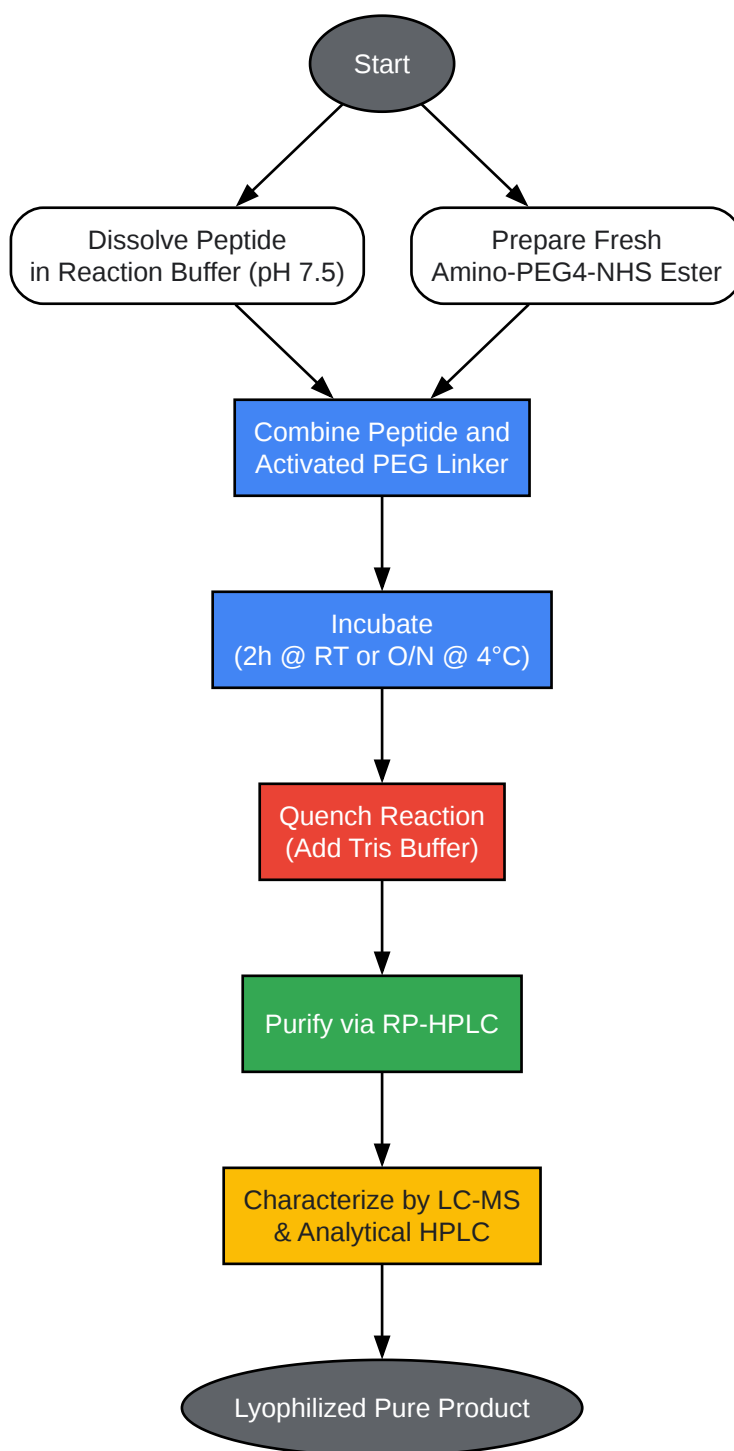 Start
Dissolve Peptide
in Reaction Buffer (pH 7.5)
Prepare Fresh
Amino-PEG4-NHS Ester
Combine Peptide and
Activated PEG Linker
Incubate
(2h @ RT or O/N @ 4°C)
Quench Reaction
(Add Tris Buffer)
Purify via RP-HPLC
Characterize by LC-MS
& Analytical HPLC
Lyophilized Pure Product